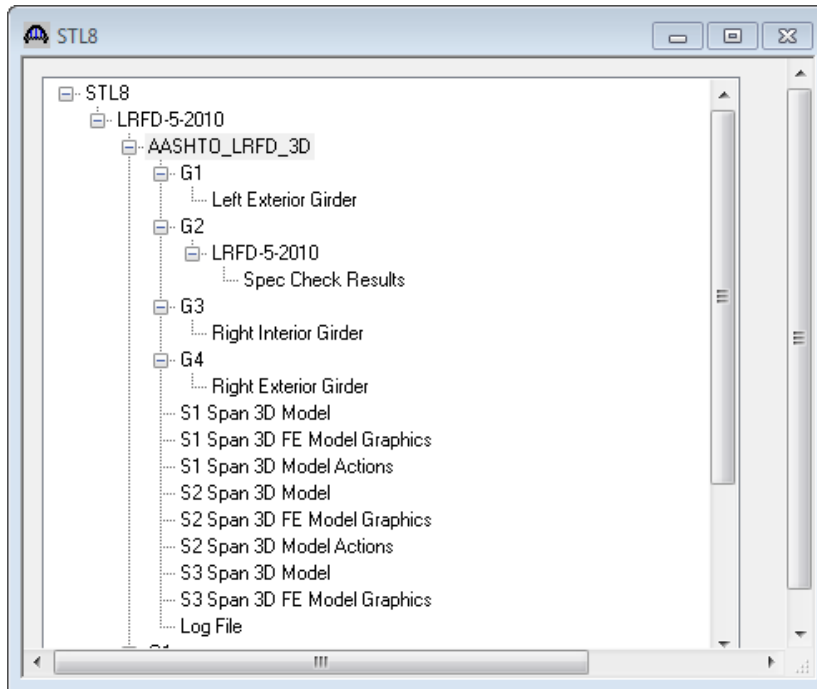 STL8
STL8
LRFD-5-2010
AASHTO_LRFD_3D
G1
Left Exterior Girder
G2
LRFD-5-2010
Spec Check Results
G3
Right Interior Girder
G4
Right Exterior Girder
S1 Span 3D Model
S1 Span 3D FE Model Graphics
S1 Span 3D Model Actions
S2 Span 3D Model
S2 Span 3D FE Model Graphics
S2 Span 3D Model Actions
S3 Span 3D Model
S3 Span 3D FE Model Graphics
Log File